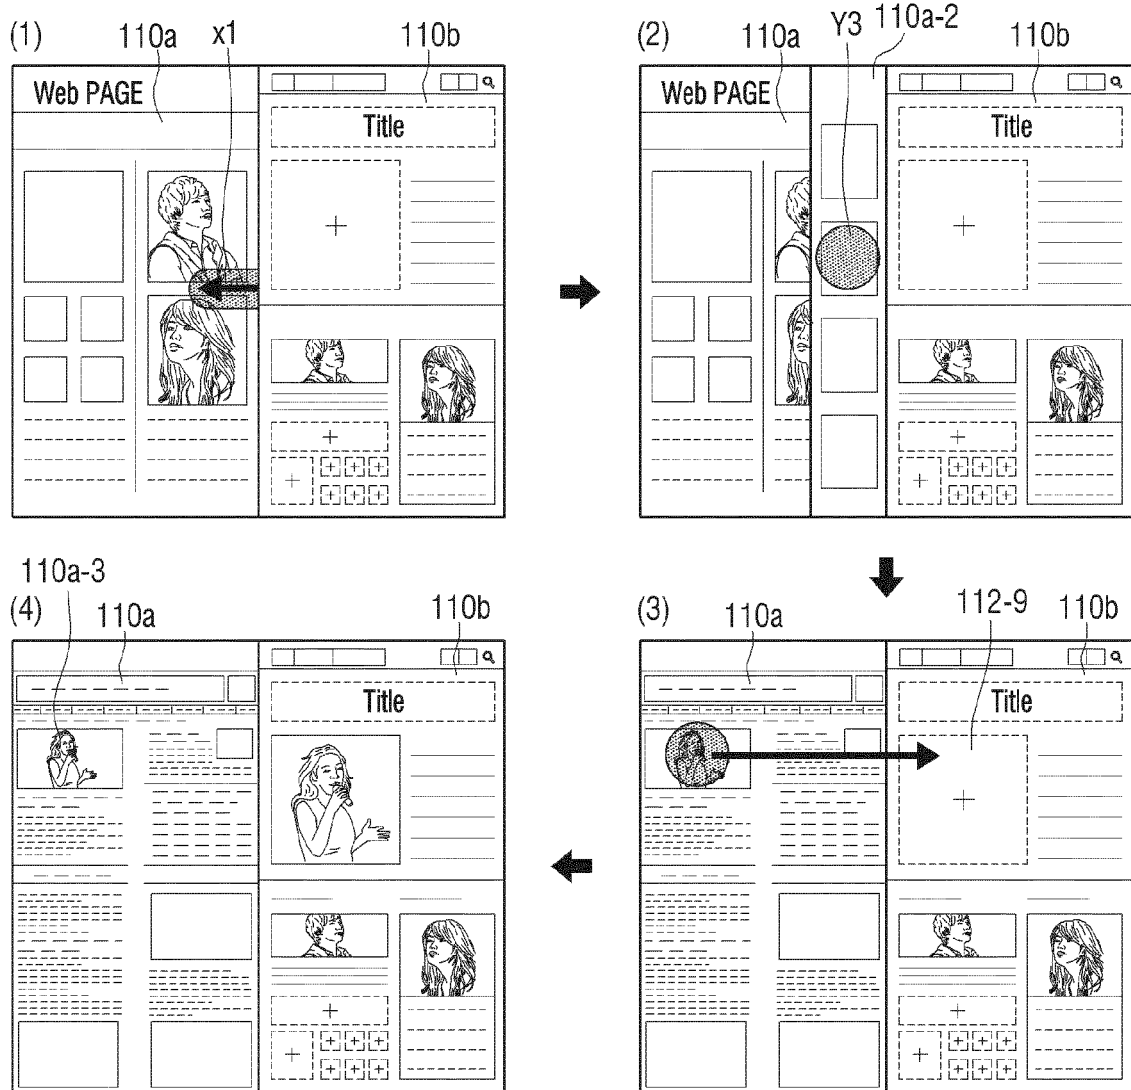 (1) 110a x1 110b
Web PAGE
Title
(2) 110a Y3 110a-2 110b
Web PAGE
Title
110a-3
(4) 110a 110b
Title
(3) 110a 112-9 110b
Title